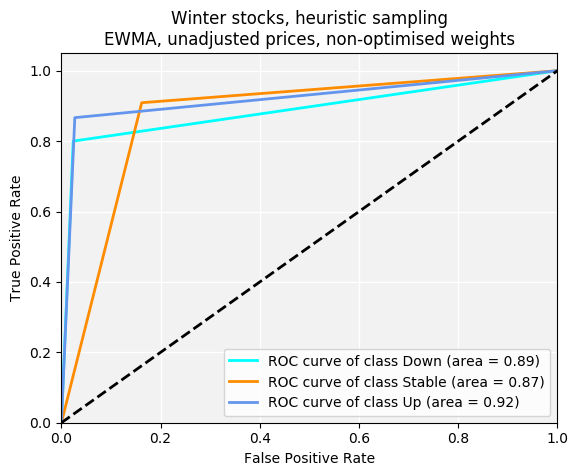 Winter stocks, heuristic sampling
EWMA, unadjusted prices, non-optimised weights
True Positive Rate
1.0
0.8
0.6
0.4
0.2
0.0
ROC curve of class Down (area = 0.89)
ROC curve of class Stable (area = 0.87)
ROC curve of class Up (area = 0.92)
0.0 0.2 0.4 0.6 0.8 1.0
False Positive Rate